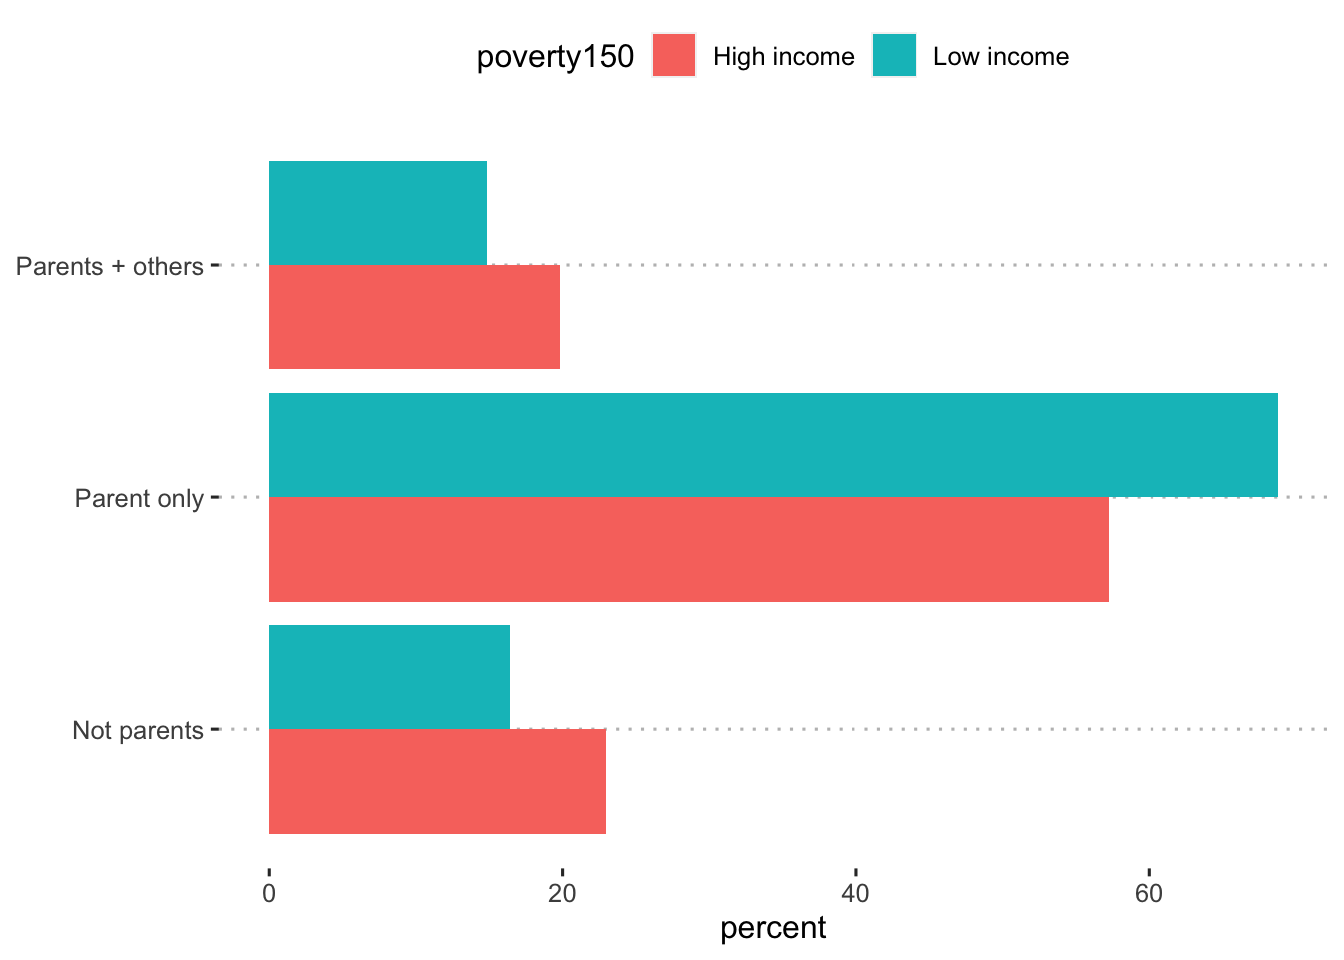 poverty150 High income Low income
Parents + others
Parent only
Not parents
0 20 40 60
percent